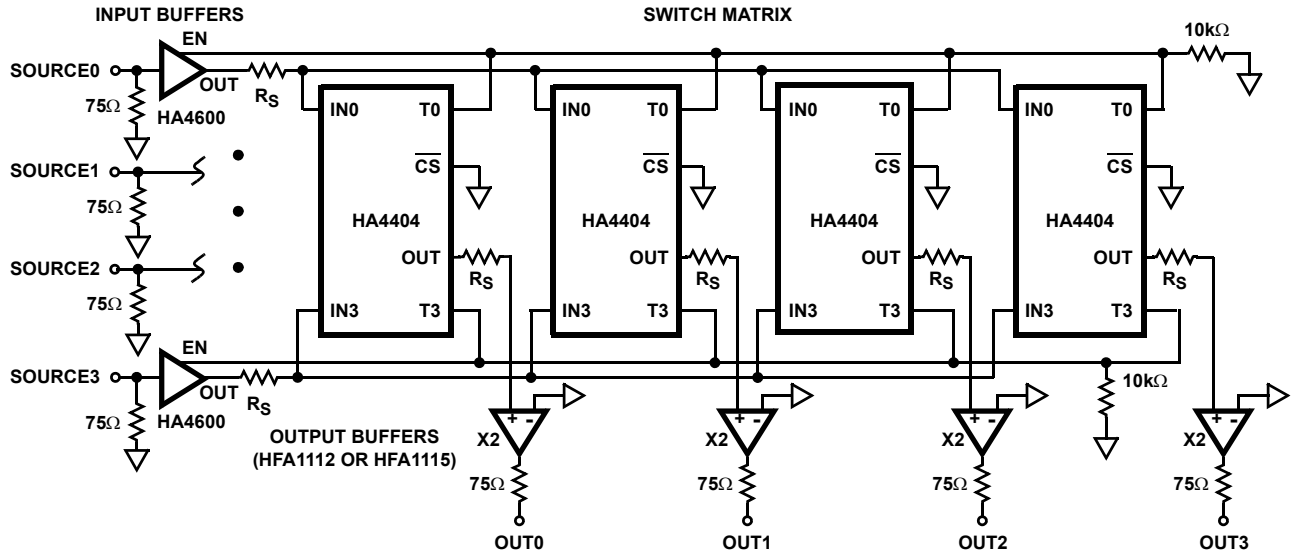 INPUT BUFFERS
SWITCH MATRIX
EN
10kΩ
SOURCE0
OUT
RS
75Ω
HA4600
IN0 T0
IN0 T0
IN0 T0
IN0 T0
CS
CS
CS
CS
SOURCE1
75Ω
HA4404
HA4404
HA4404
HA4404
SOURCE2
75Ω
OUT
OUT
OUT
OUT
RS
RS
RS
RS
IN3 T3
IN3 T3
IN3 T3
IN3 T3
EN
SOURCE3
OUT
RS
75Ω
HA4600
10kΩ
OUTPUT BUFFERS
(HFA1112 OR HFA1115)
+ -
+ -
+ -
+ -
X2
X2
X2
X2
75Ω
75Ω
75Ω
75Ω
OUT0
OUT1
OUT2
OUT3